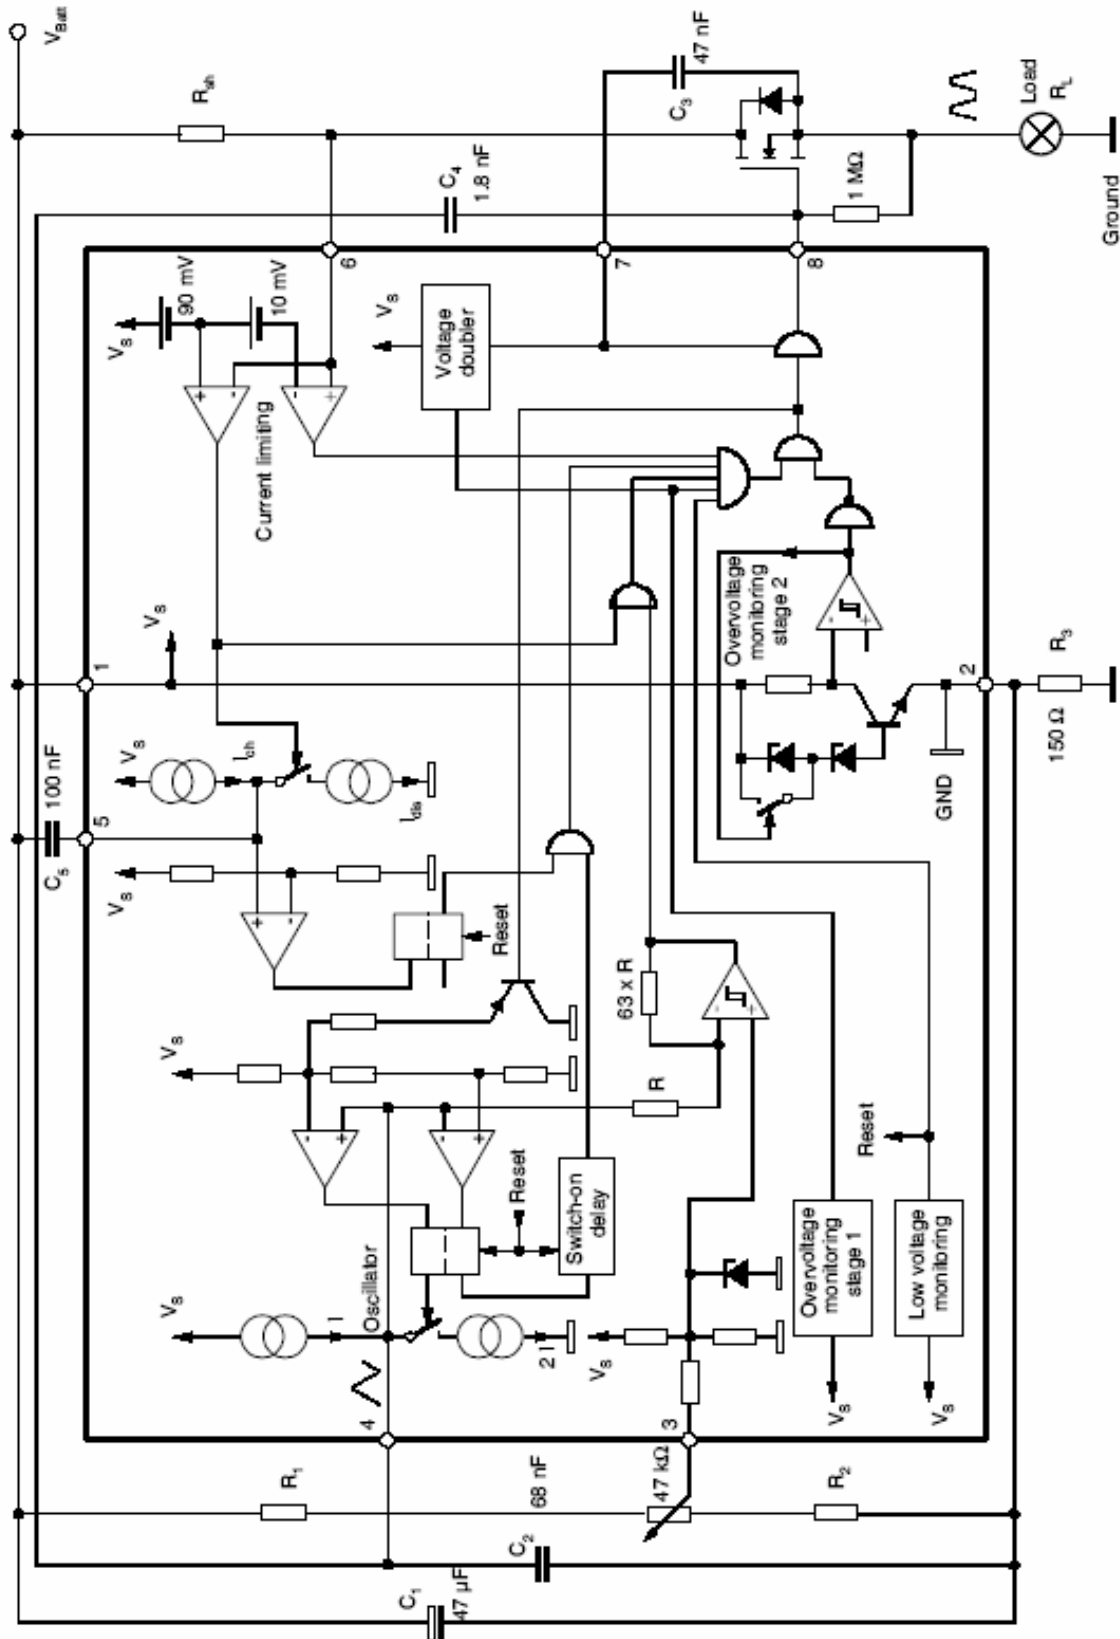 V_Batt
R_sh
C_4
1.8 nF
C_3
47 nF
1 MΩ
Load
R_L
Ground
6
7
8
V_S
90 mV
10 mV
Current limiting
V_S
Voltage
doubler
1
V_S
Overvoltage
monitoring
stage 2
2
R_3
150 Ω
GND
C_5
100 nF
5
V_S
I_ch
I_dis
V_S
Reset
V_S
63 x R
R
Reset
Switch-on
delay
Oscillator
V_S
1
2 I
V_S
Reset
Overvoltage
monitoring
stage 1
V_S
Low voltage
monitoring
V_S
4
3
R_1
68 nF
47 kΩ
R_2
C_2
C_1
47 µF